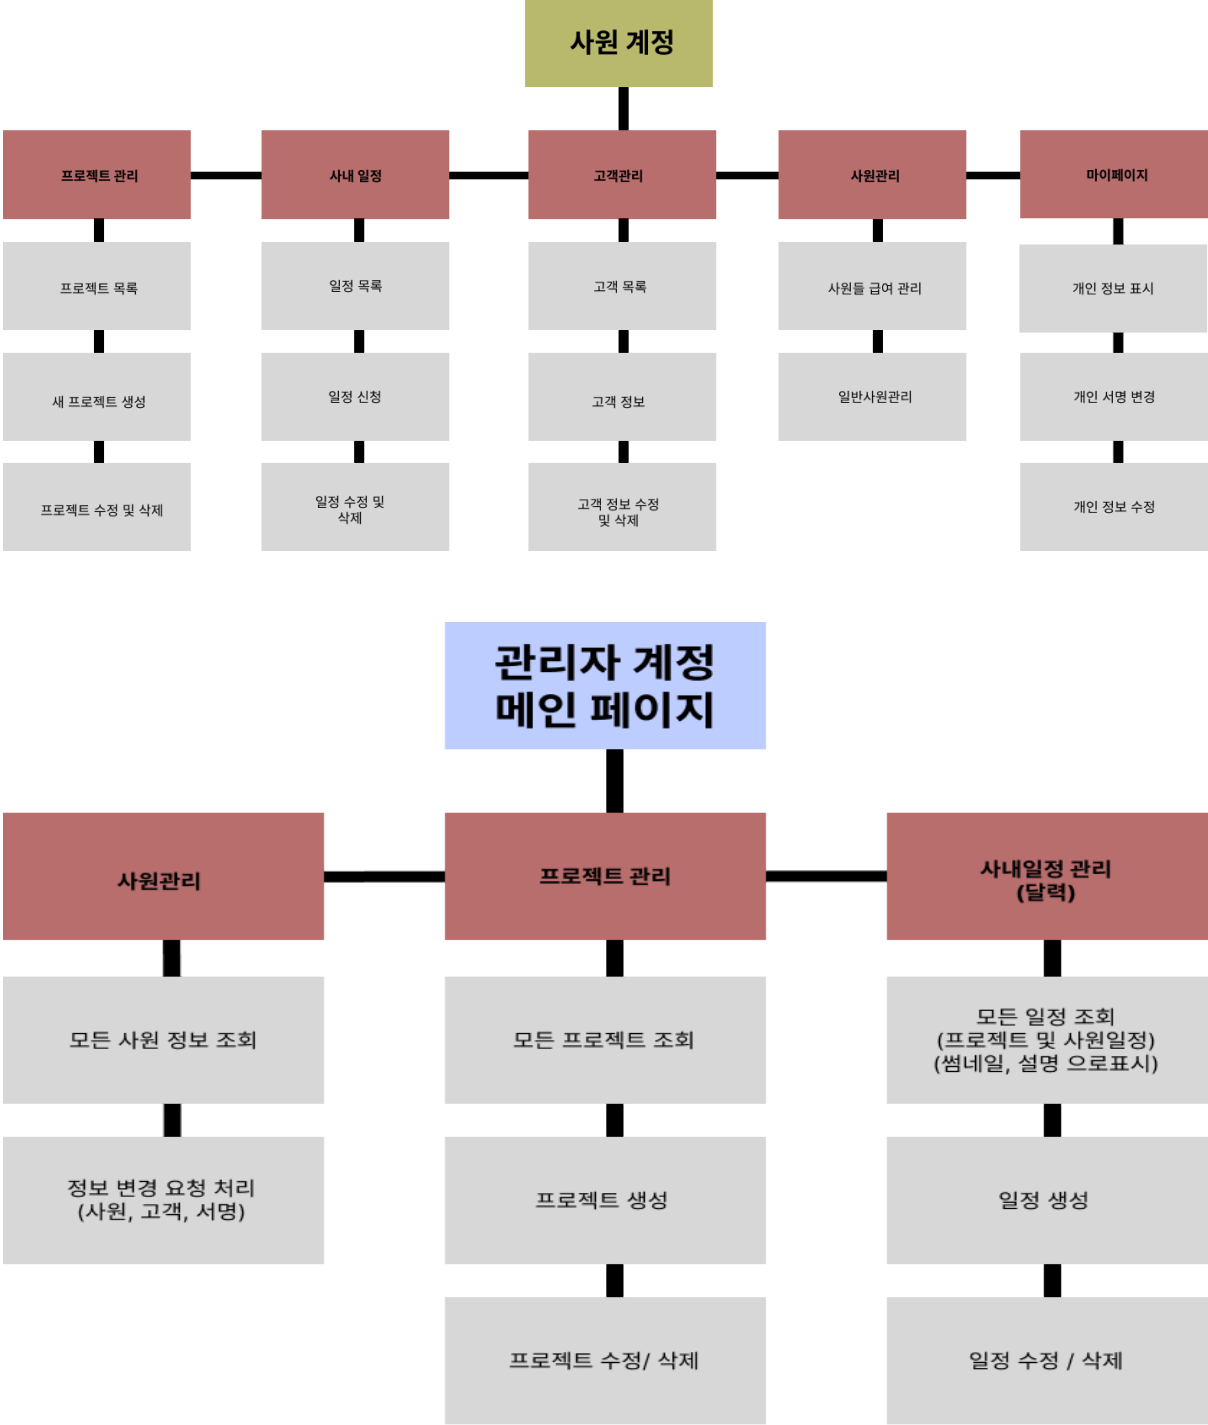 사원 계정
프로젝트 관리
사내 일정
고객관리
사원관리
마이페이지
프로젝트 목록
일정 목록
고객 목록
사원들 급여 관리
개인 정보 표시
새 프로젝트 생성
일정 신청
고객 정보
일반사원관리
개인 서명 변경
프로젝트 수정 및 삭제
일정 수정 및
삭제
고객 정보 수정
및 삭제
개인 정보 수정
관리자 계정
메인 페이지
사원관리
프로젝트 관리
사내일정 관리
(달력)
모든 사원 정보 조회
모든 프로젝트 조회
모든 일정 조회
(프로젝트 및 사원일정)
(썸네일, 설명 으로표시)
정보 변경 요청 처리
(사원, 고객, 서명)
프로젝트 생성
일정 생성
프로젝트 수정/ 삭제
일정 수정 / 삭제